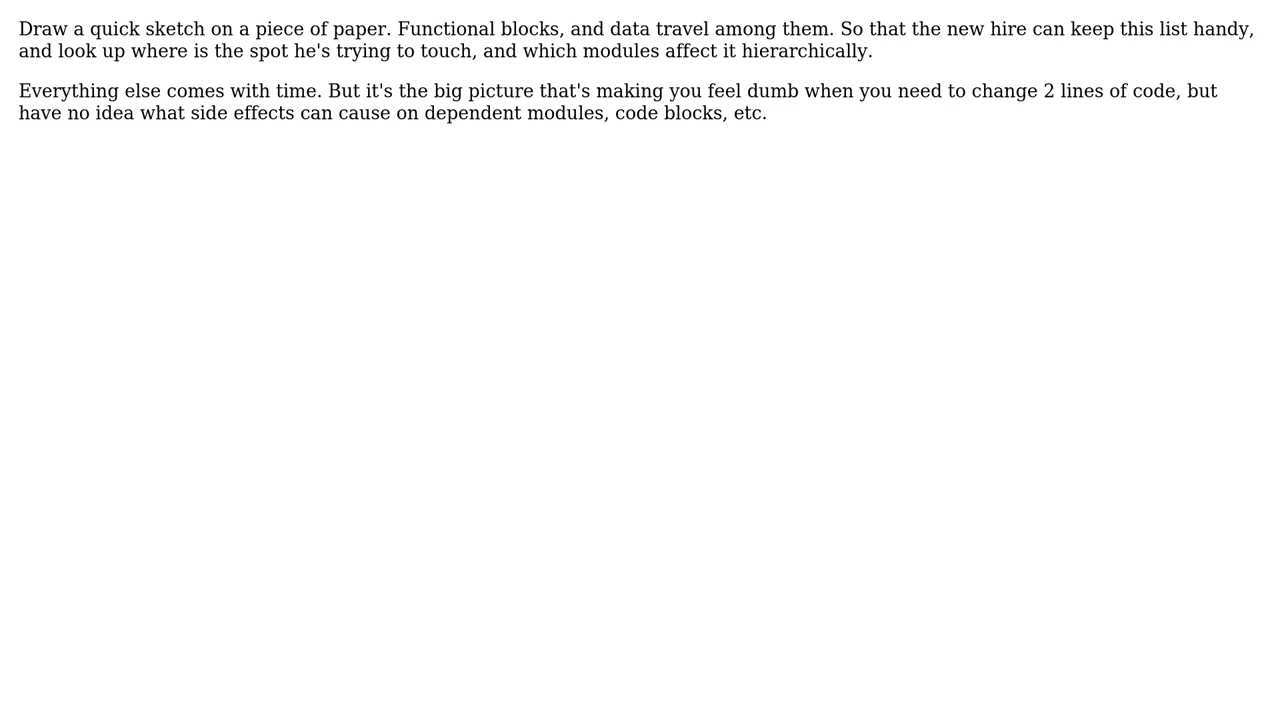 Draw a quick sketch on a piece of paper. Functional blocks, and data travel among them. So that the new hire can keep this list handy,
and look up where is the spot he's trying to touch, and which modules affect it hierarchically.
Everything else comes with time. But it's the big picture that's making you feel dumb when you need to change 2 lines of code, but
have no idea what side effects can cause on dependent modules, code blocks, etc.